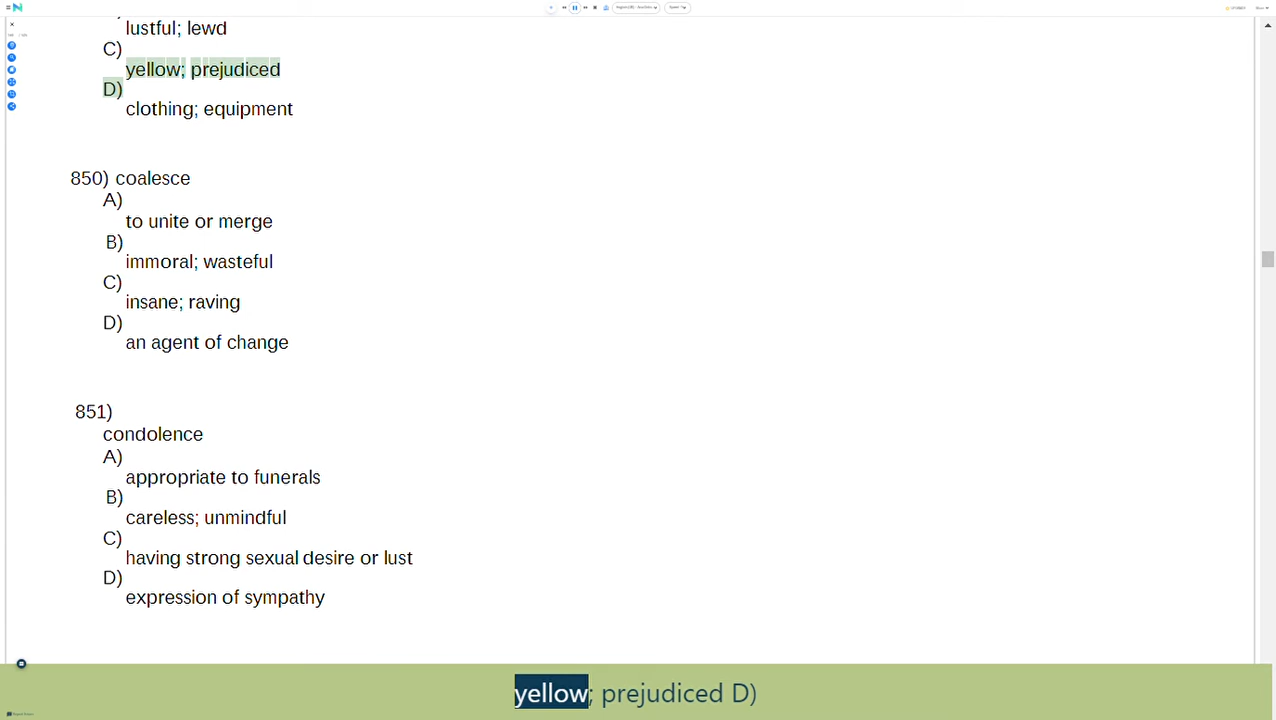 lustful; lewd
C)
yellow; prejudiced
D)
clothing; equipment
850) coalesce
A)
to unite or merge
B)
immoral; wasteful
C)
insane; raving
D)
an agent of change
851)
condolence
A)
appropriate to funerals
B)
careless; unmindful
C)
having strong sexual desire or lust
D)
expression of sympathy
yellow; prejudiced D)